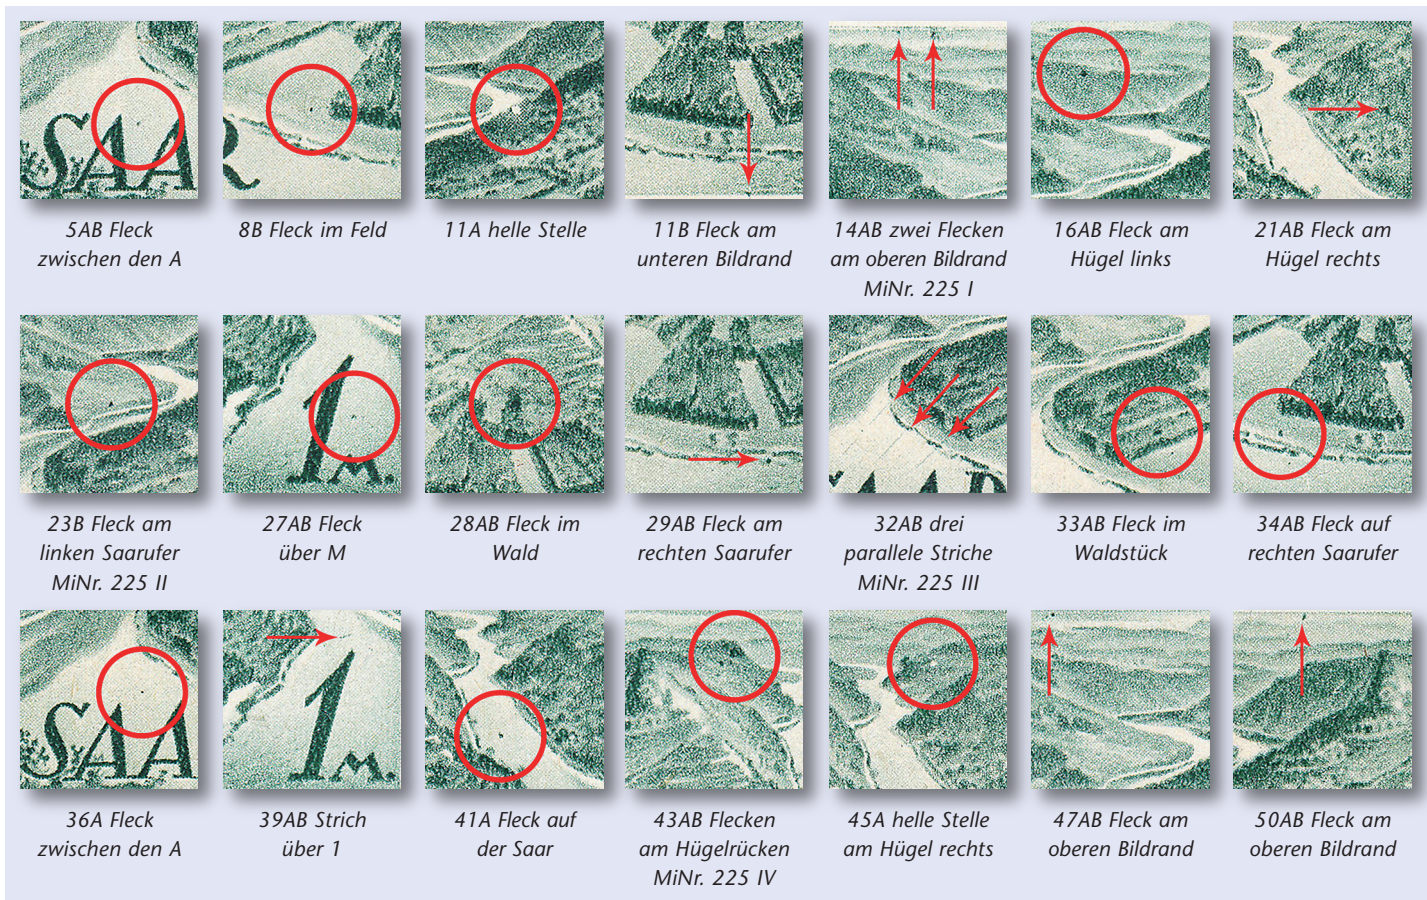 SAA
R
5AB Fleck
zwischen den A
8B Fleck im Feld
11A helle Stelle
11B Fleck am
unteren Bildrand
14AB zwei Flecken
am oberen Bildrand
MiNr. 225 I
16AB Fleck am
Hügel links
21AB Fleck am
Hügel rechts
1M.
23B Fleck am
linken Saarufer
MiNr. 225 II
27AB Fleck
über M
28AB Fleck im
Wald
29AB Fleck am
rechten Saarufer
32AB drei
parallele Striche
MiNr. 225 III
33AB Fleck im
Waldstück
34AB Fleck auf
rechten Saarufer
SAA
1M.
36A Fleck
zwischen den A
39AB Strich
über 1
41A Fleck auf
der Saar
43AB Flecken
am Hügelrücken
MiNr. 225 IV
45A helle Stelle
am Hügel rechts
47AB Fleck am
oberen Bildrand
50AB Fleck am
oberen Bildrand